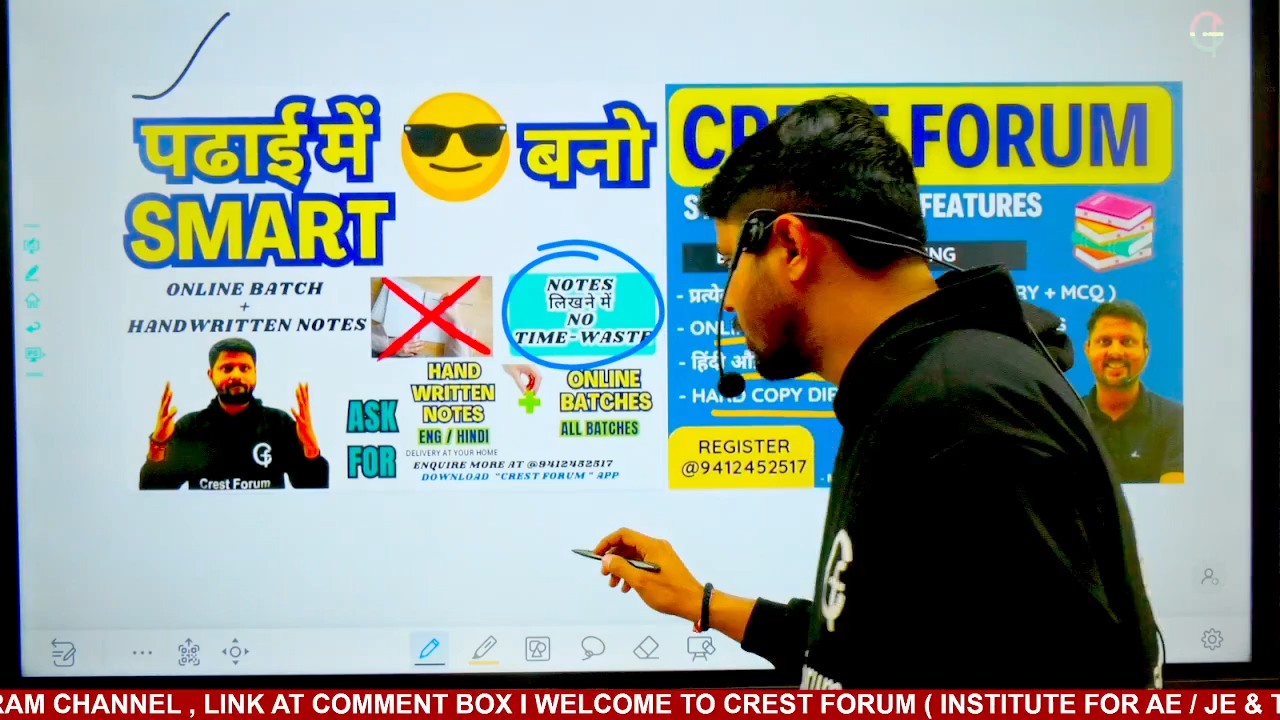 पढाई में
बनो
SMART
ONLINE BATCH
+
HANDWRITTEN NOTES
NOTES
लिखने में
NO
TIME-WASTE
HAND
WRITTEN
NOTES
ENG / HINDI
DELIVERY AT YOUR HOME
+
ONLINE
BATCHES
ALL BATCHES
ASK
FOR
ENQUIRE MORE AT @9412452517
DOWNLOAD "CREST FORUM" APP
Crest Forum
FORUM
FEATURES
+ MCQ )
- हिंदी
COPY
REGISTER
@9412452517
CHANNEL , LINK AT COMMENT BOX I WELCOME TO CREST FORUM ( INSTITUTE FOR AE / JE &